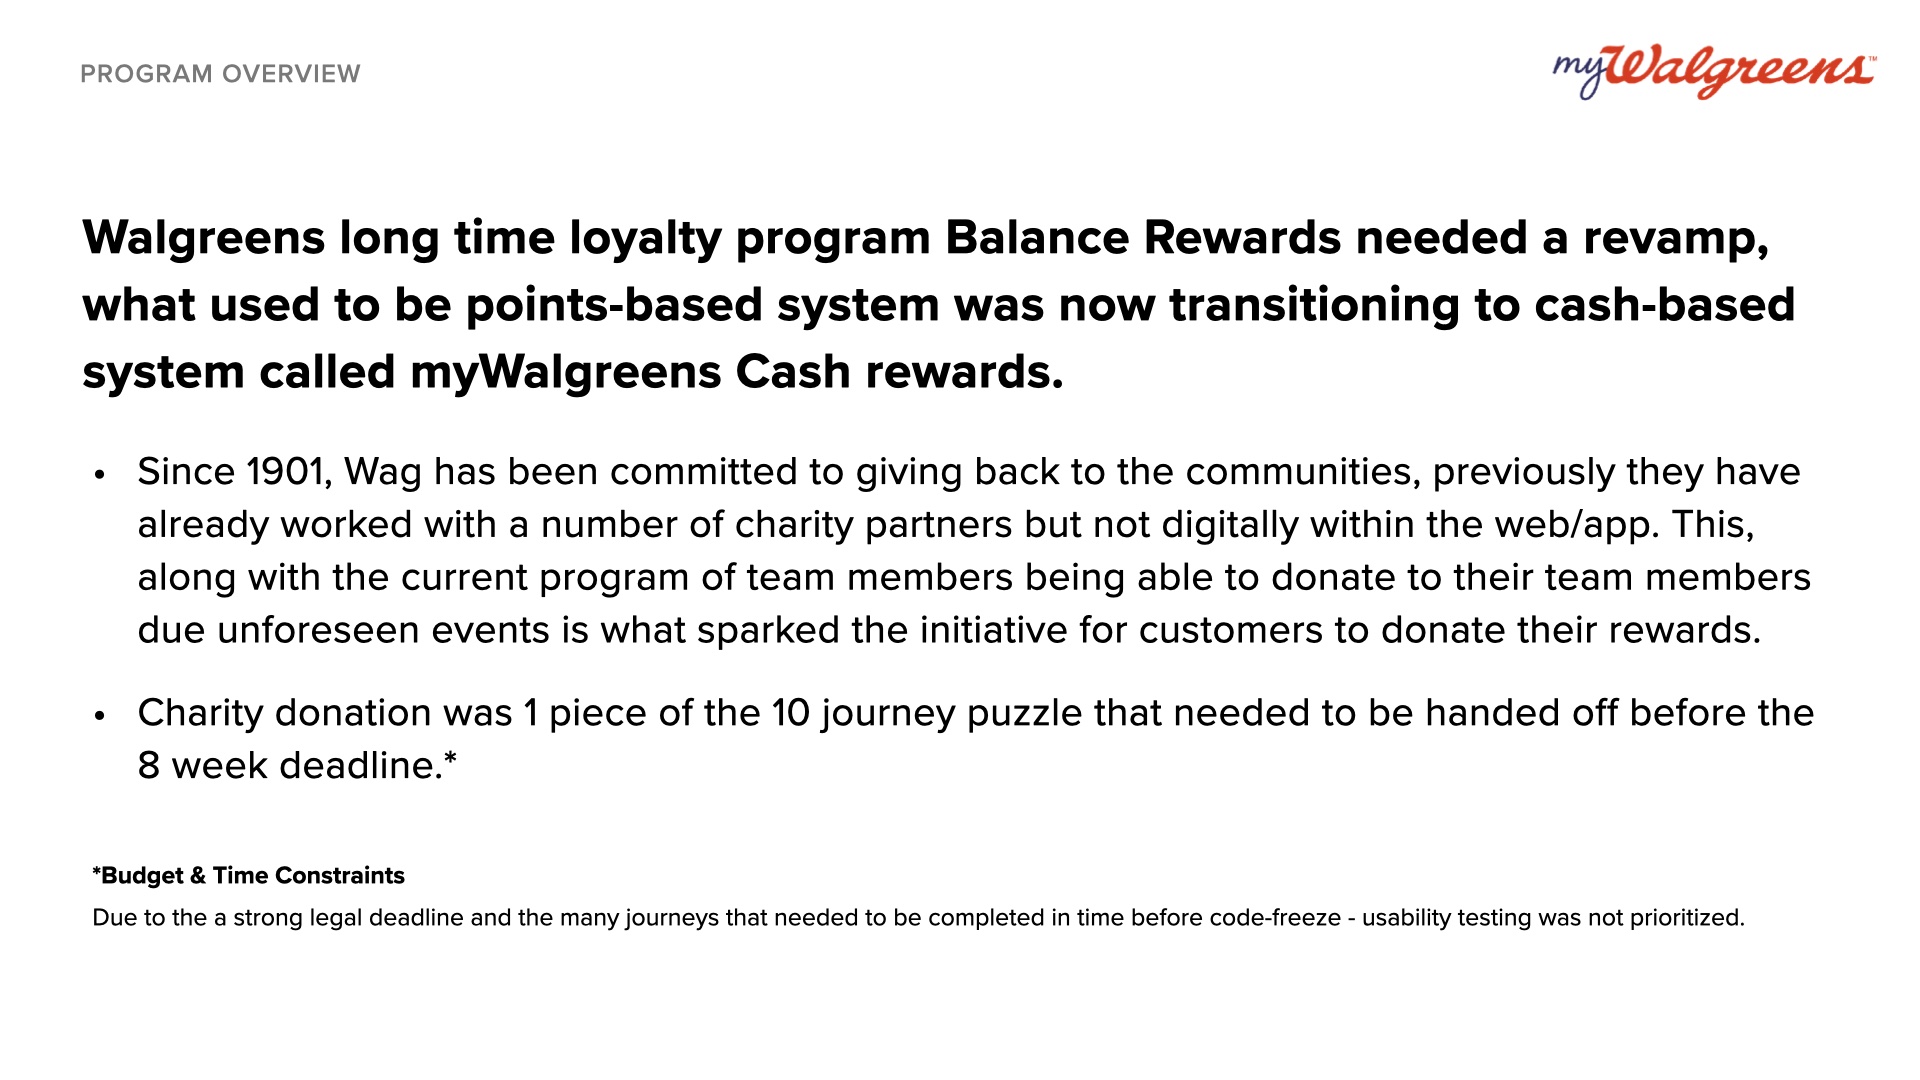 PROGRAM OVERVIEW
myWalgreens™
Walgreens long time loyalty program Balance Rewards needed a revamp,
what used to be points-based system was now transitioning to cash-based
system called myWalgreens Cash rewards.
• Since 1901, Wag has been committed to giving back to the communities, previously they have
already worked with a number of charity partners but not digitally within the web/app. This,
along with the current program of team members being able to donate to their team members
due unforeseen events is what sparked the initiative for customers to donate their rewards.
• Charity donation was 1 piece of the 10 journey puzzle that needed to be handed off before the
8 week deadline.*
*Budget & Time Constraints
Due to the a strong legal deadline and the many journeys that needed to be completed in time before code-freeze - usability testing was not prioritized.